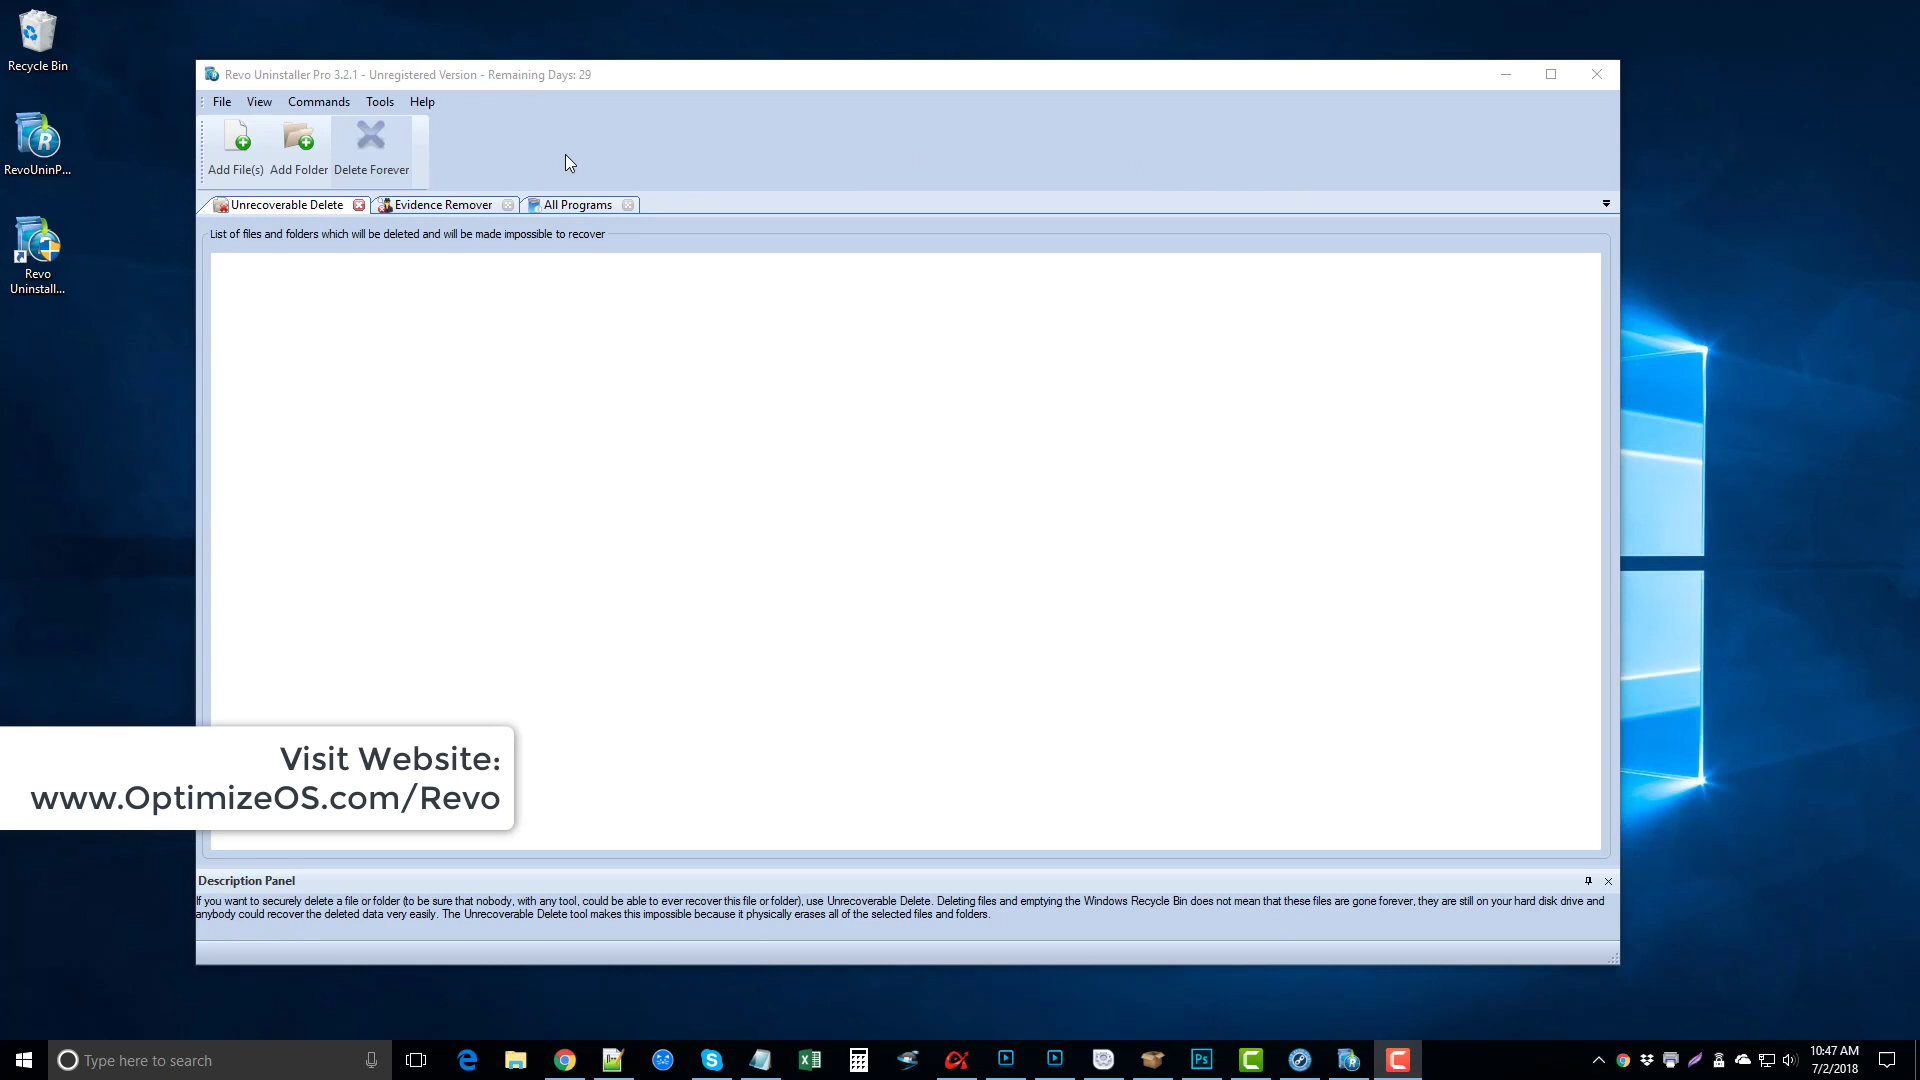 Recycle Bin
RevoUninP...
Revo
Uninstall...
Revo Uninstaller Pro 3.2.1 - Unregistered Version - Remaining Days: 29
File View Commands Tools Help
Add File(s) Add Folder Delete Forever
Unrecoverable Delete Evidence Remover All Programs
List of files and folders which will be deleted and will be made impossible to recover
Visit Website:
www.OptimizeOS.com/Revo
Description Panel
If you want to securely delete a file or folder (to be sure that nobody, with any tool, could be able to ever recover this file or folder), use Unrecoverable Delete. Deleting files and emptying the Windows Recycle Bin does not mean that these files are gone forever, they are still on your hard disk drive and
anybody could recover the deleted data very easily. The Unrecoverable Delete tool makes this impossible because it physically erases all of the selected files and folders.
Type here to search
10:47 AM
7/2/2018